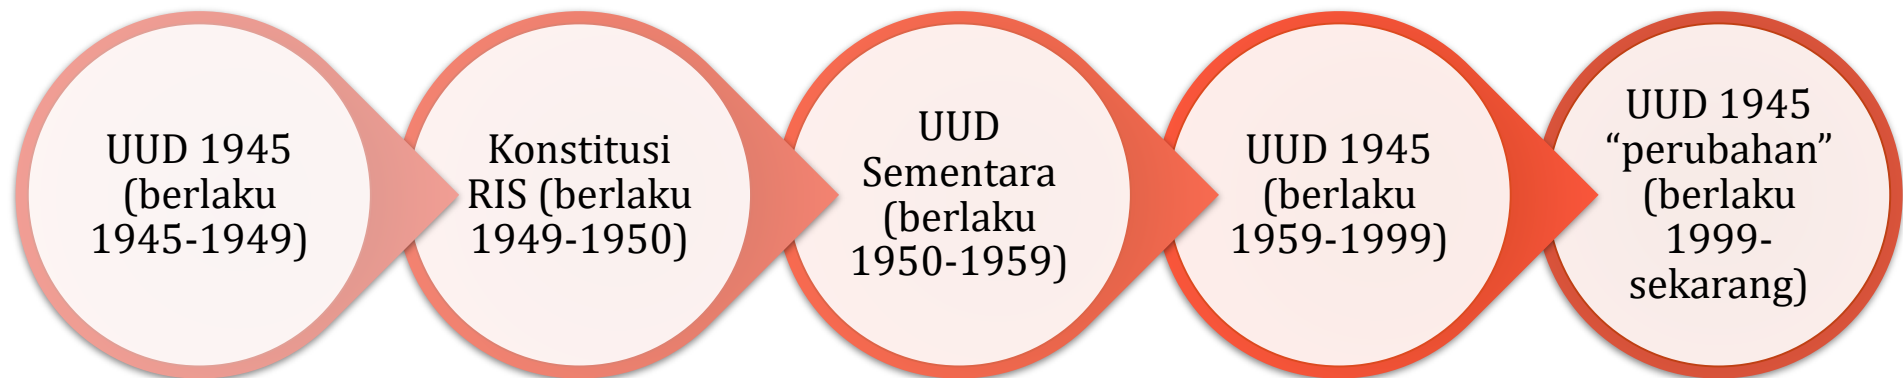 UUD 1945
(berlaku
1945-1949)
Konstitusi
RIS (berlaku
1949-1950)
UUD
Sementara
(berlaku
1950-1959)
UUD 1945
(berlaku
1959-1999)
UUD 1945
“perubahan”
(berlaku
1999-
sekarang)